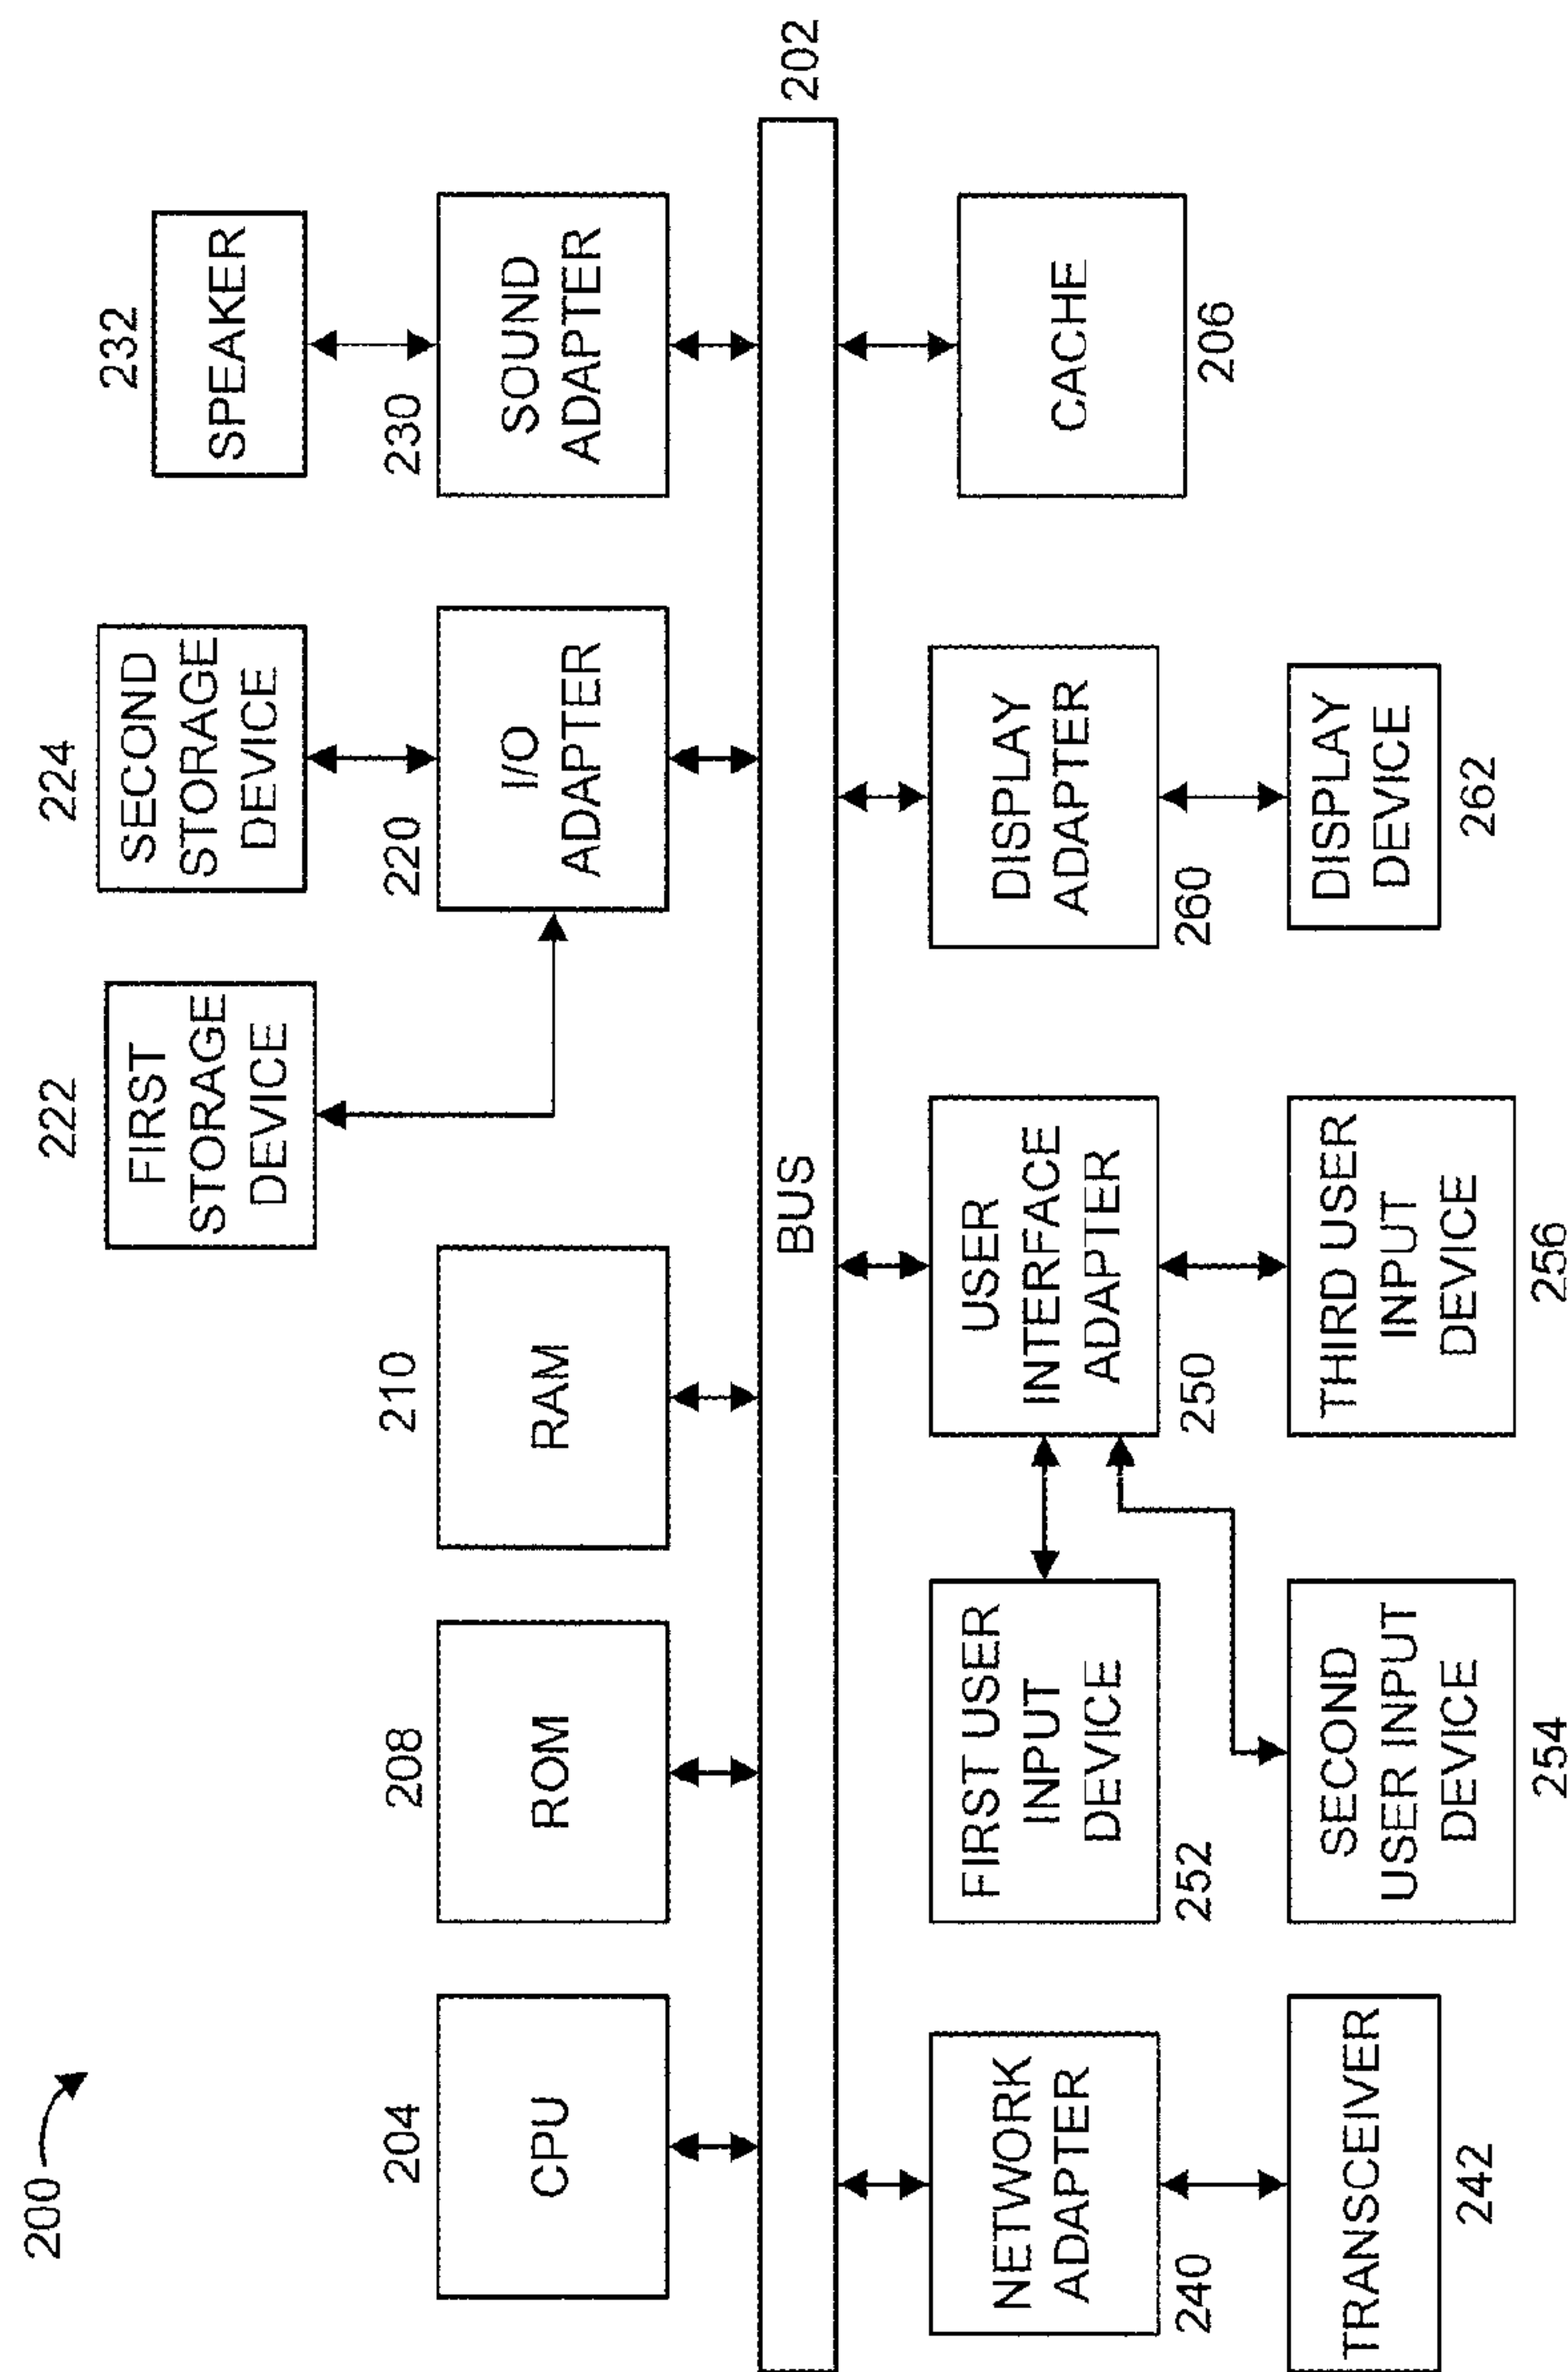 200
222
FIRST
STORAGE
DEVICE
224
SECOND
STORAGE
DEVICE
232
SPEAKER
204
CPU
208
ROM
210
RAM
220
I/O
ADAPTER
230
SOUND
ADAPTER
BUS
202
NETWORK
ADAPTER
240
FIRST USER
INPUT
DEVICE
252
USER
INTERFACE
ADAPTER
250
DISPLAY
ADAPTER
260
CACHE
206
TRANSCEIVER
242
SECOND
USER INPUT
DEVICE
254
THIRD USER
INPUT
DEVICE
256
DISPLAY
DEVICE
262